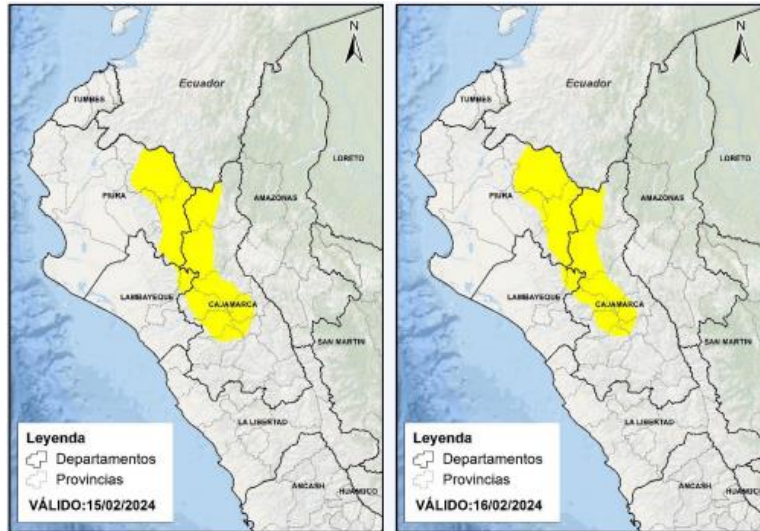 N
Ecuador
TUMBES
LORETO
PIURA
AMAZONAS
LAMBAYEQUE
CAJAMARCA
SAN MARTIN
LA LIBERTAD
ANCASH
HUANUCO
Leyenda
Departamentos
Provincias
VÁLIDO:15/02/2024
N
Ecuador
TUMBES
LORETO
PIURA
AMAZONAS
LAMBAYEQUE
CAJAMARCA
SAN MARTIN
LA LIBERTAD
ANCASH
HUANUCO
Leyenda
Departamentos
Provincias
VÁLIDO:16/02/2024